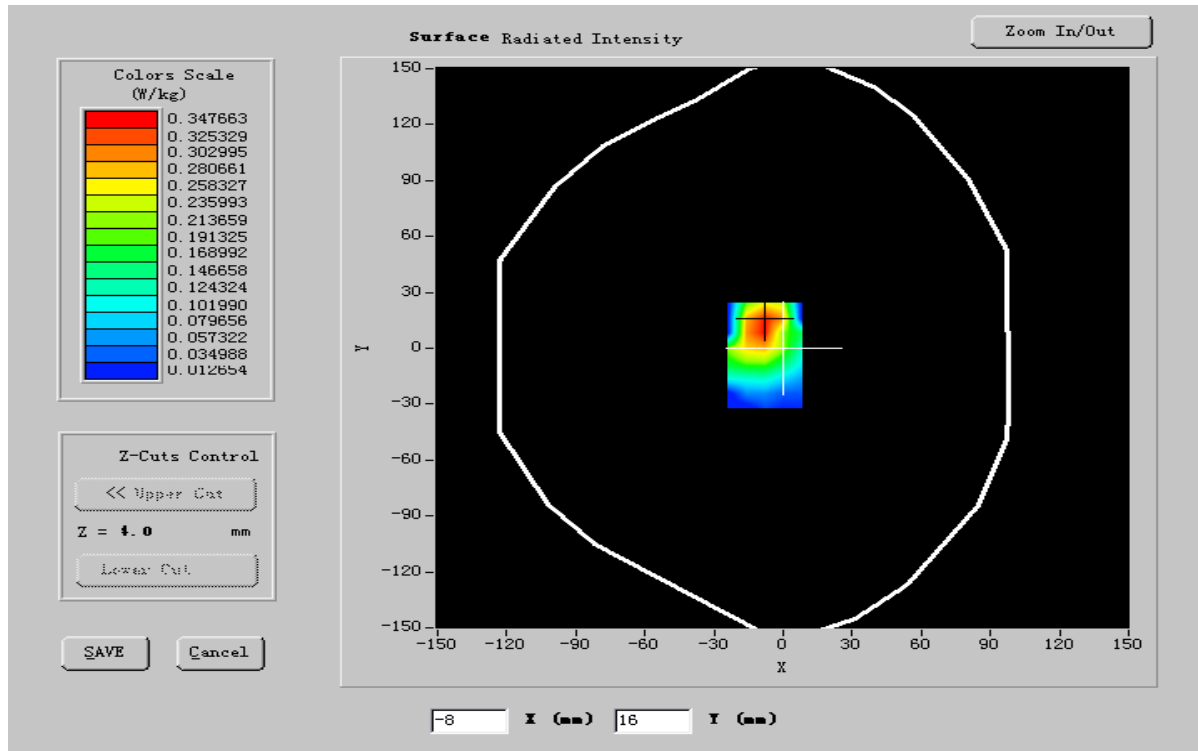 Surface Radiated Intensity
Zoom In/Out
Colors Scale
(W/kg)
0.347663
0.325329
0.302995
0.280661
0.258327
0.235993
0.213659
0.191325
0.168992
0.146658
0.124324
0.101990
0.079656
0.057322
0.034988
0.012654
Z-Cuts Control
<< Upper Cut
Z = 4.0 mm
Lower Cut
SAVE
Cancel
150
120
90
60
30
0
-30
-60
-90
-120
-150
Y
-150 -120 -90 -60 -30 0 30 60 90 120 150
X
-8 X (mm) 16 Y (mm)